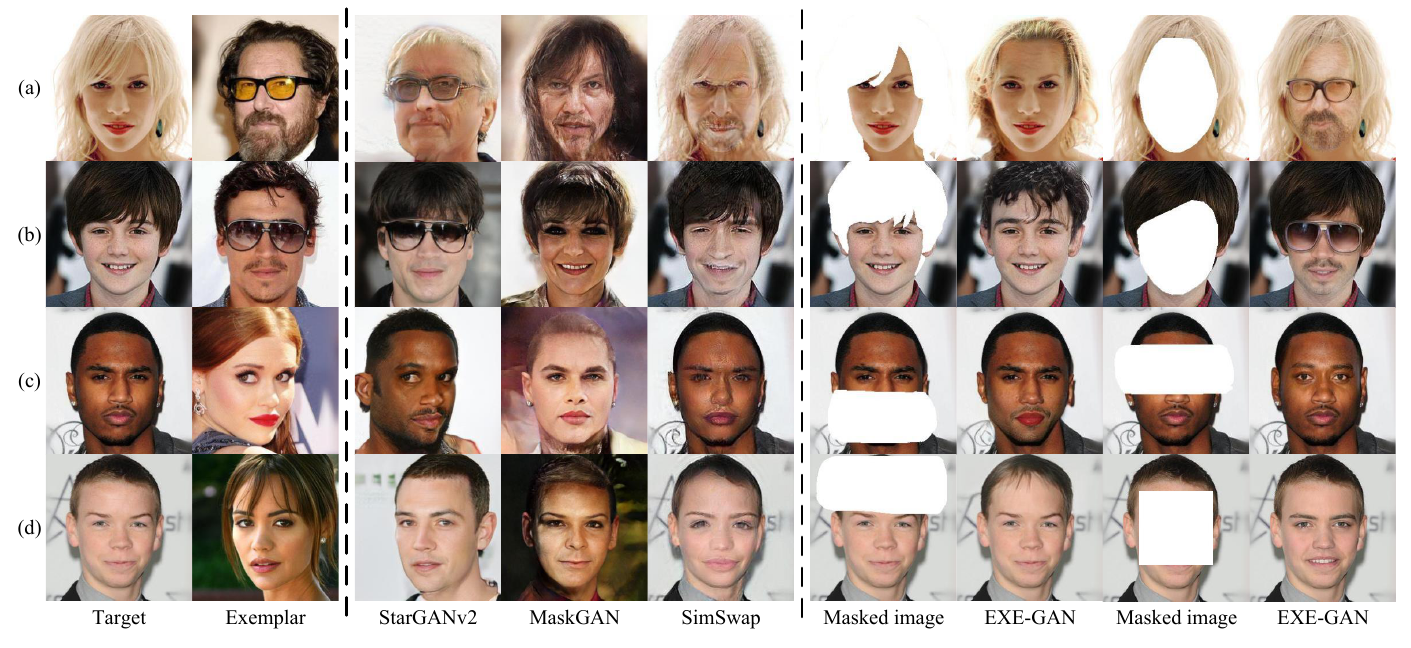 (a)
(b)
(c)
(d)
Target Exemplar StarGANv2 MaskGAN SimSwap Masked image EXE-GAN Masked image EXE-GAN